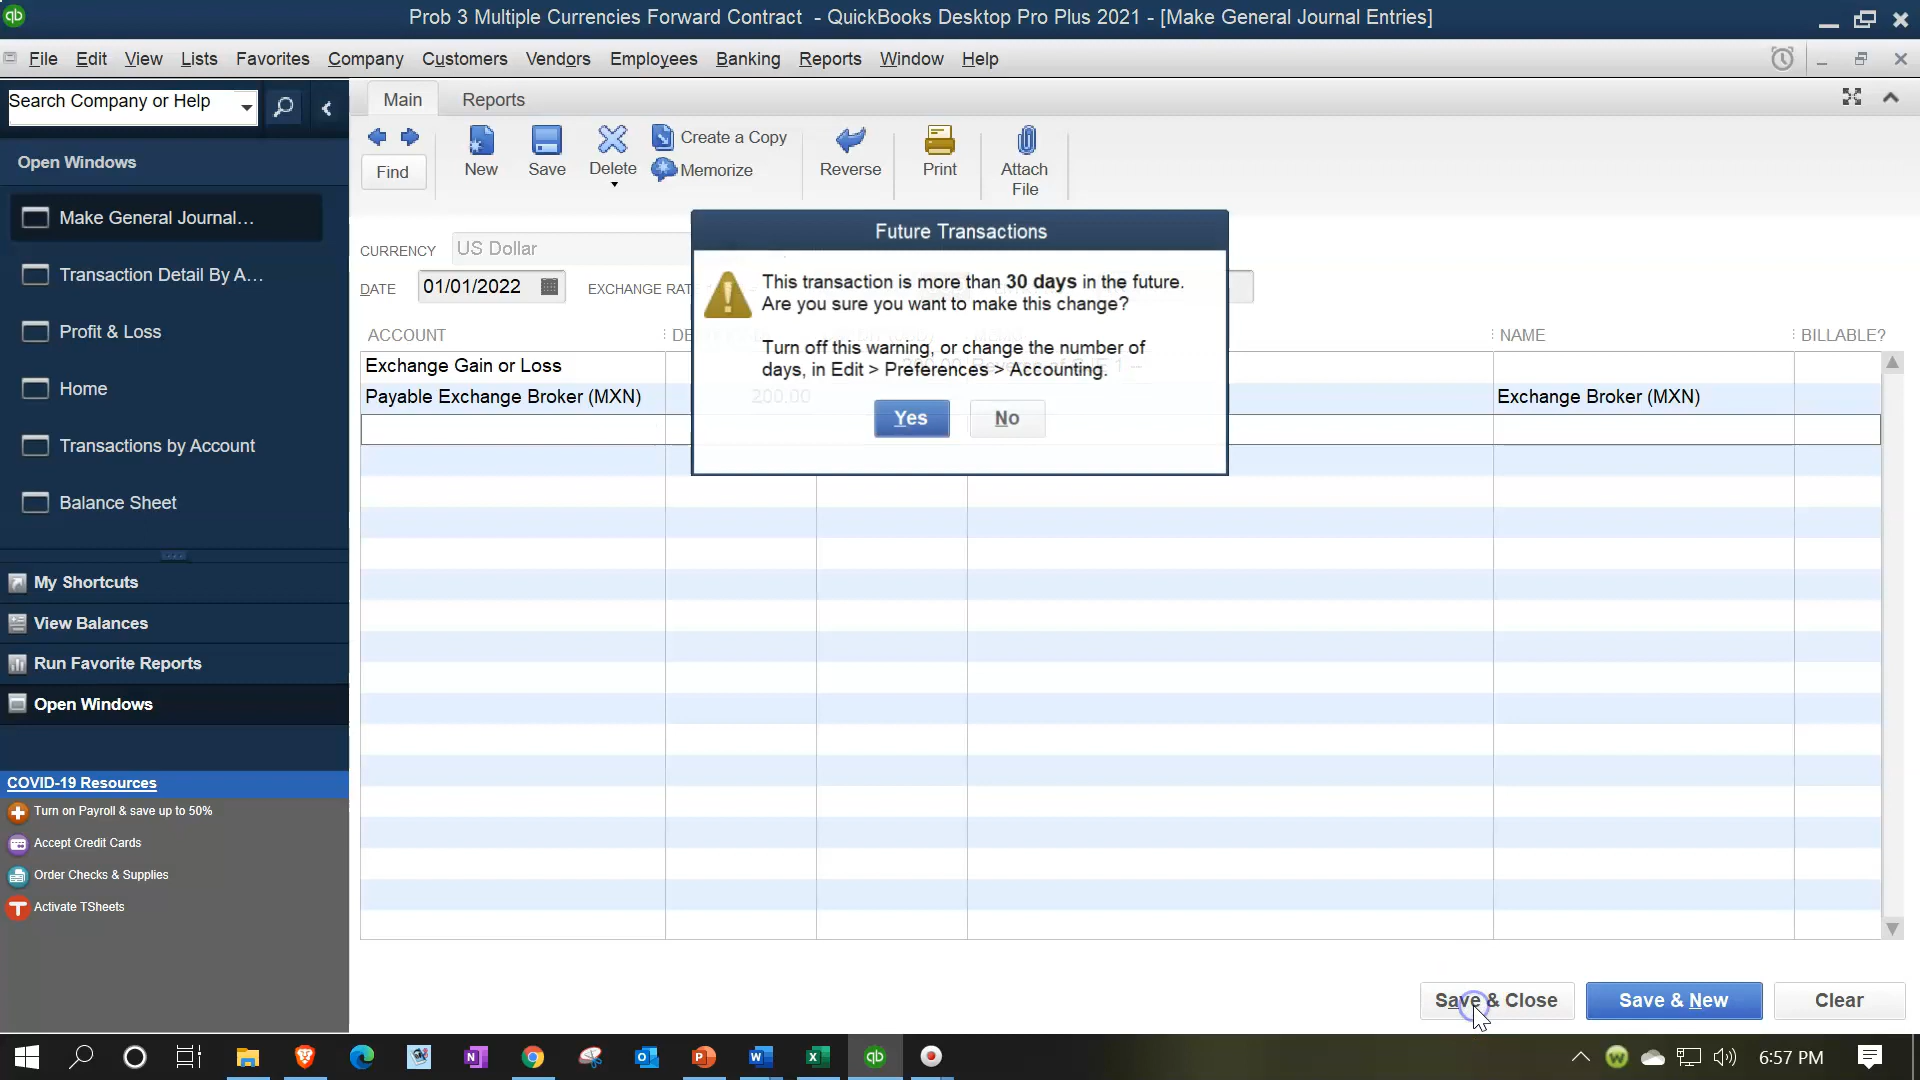 Prob 3 Multiple Currencies Forward Contract - QuickBooks Desktop Pro Plus 2021 - [Make General Journal Entries]
File Edit View Lists Favorites Company Customers Vendors Employees Banking Reports Window Help
Search Company or Help
Main Reports
Find
New
Save
Delete
Create a Copy
Memorize
Reverse
Print
Attach
File
Open Windows
Make General Journal...
Transaction Detail By A...
Profit & Loss
Home
Transactions by Account
Balance Sheet
My Shortcuts
View Balances
Run Favorite Reports
Open Windows
COVID-19 Resources
Turn on Payroll & save up to 50%
Accept Credit Cards
Order Checks & Supplies
Activate TSheets
CURRENCY US Dollar
DATE 01/01/2022 EXCHANGE RAT
ACCOUNT NAME BILLABLE?
Exchange Gain or Loss
Payable Exchange Broker (MXN) 200.00 Exchange Broker (MXN)
Future Transactions
This transaction is more than 30 days in the future.
Are you sure you want to make this change?
Turn off this warning, or change the number of
days, in Edit > Preferences > Accounting.
Yes No
Save & Close Save & New Clear
6:57 PM